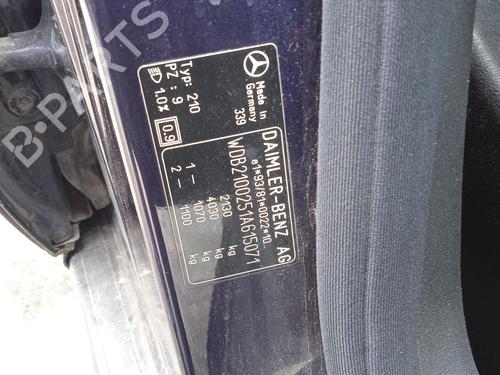 DAIMLER-BENZ AG
e1*93/81*0022*10
WDB2100251A615071
2130 kg
4030 kg
1- 1070 kg
2- 1100 kg
Made in
Germany
339
Typ: 210
PZ: 9
1.0%
0.9
B-PARTS